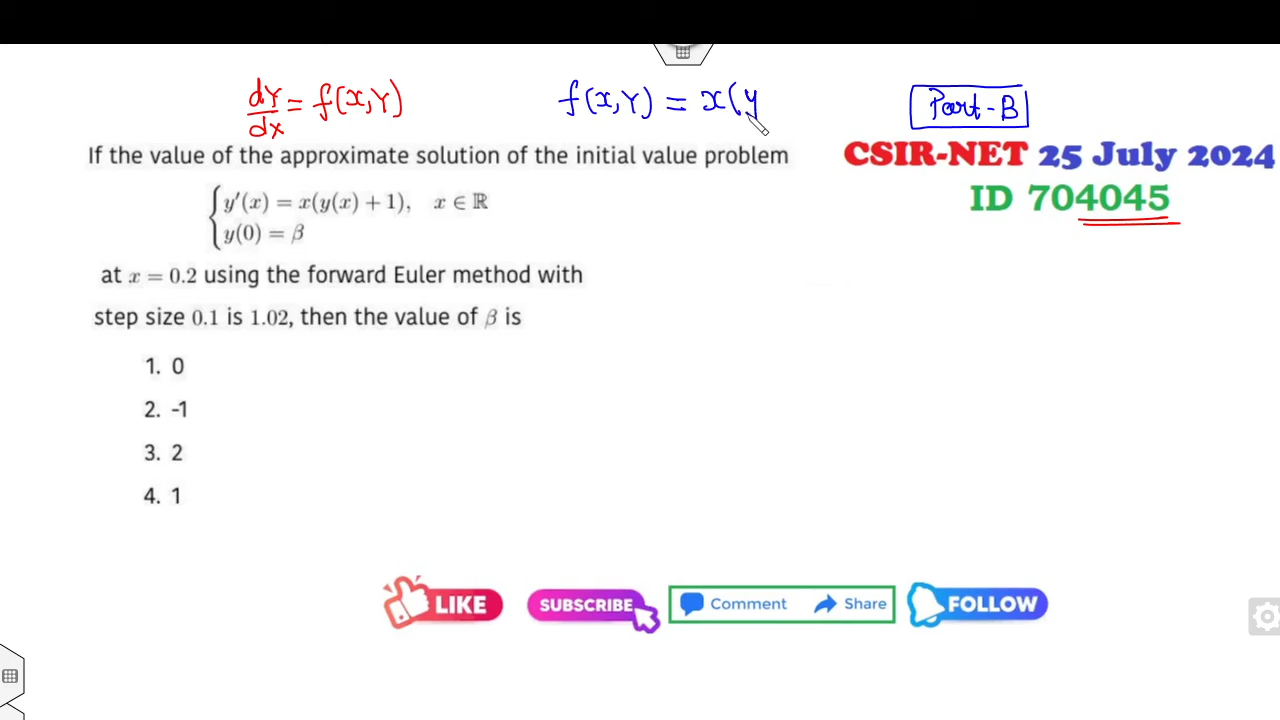 dY/dx = f(x,Y)
f(x,Y) = x(y
Part-B
If the value of the approximate solution of the initial value problem
y′(x) = x(y(x) + 1), x ∈ ℝ
y(0) = β
at x = 0.2 using the forward Euler method with
step size 0.1 is 1.02, then the value of β is
1. 0
2. -1
3. 2
4. 1
CSIR-NET 25 July 2024
ID 704045
LIKE
SUBSCRIBE
Comment
Share
FOLLOW